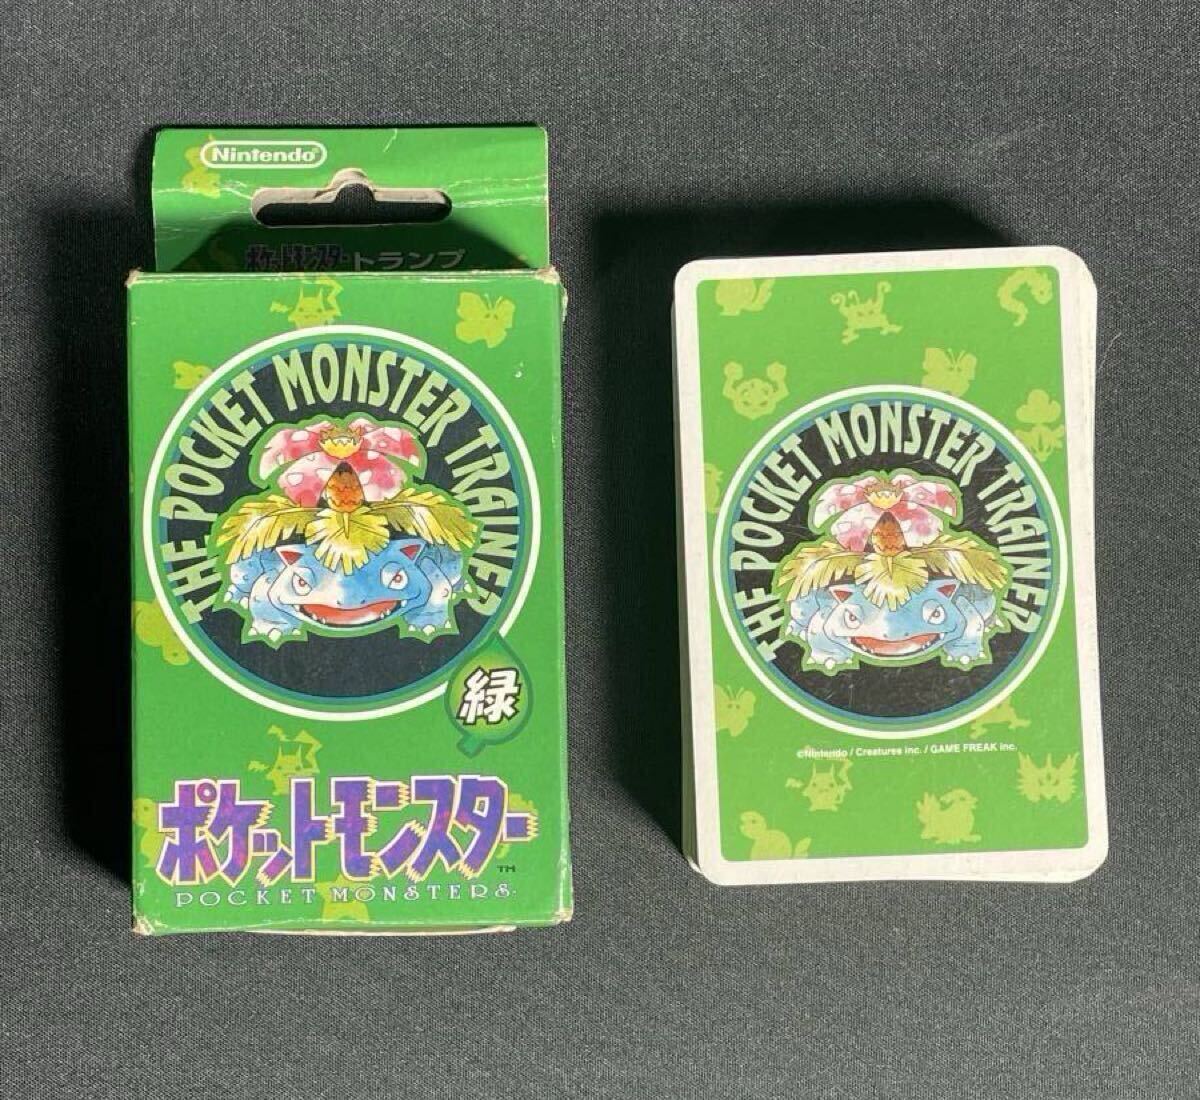 Nintendo®
ポケットモンスタートランプ
THE POCKET MONSTER TRAINER
緑
ポケットモンスター™
POCKET MONSTERS.
THE POCKET MONSTER TRAINER
©Nintendo / Creatures inc. / GAME FREAK inc.